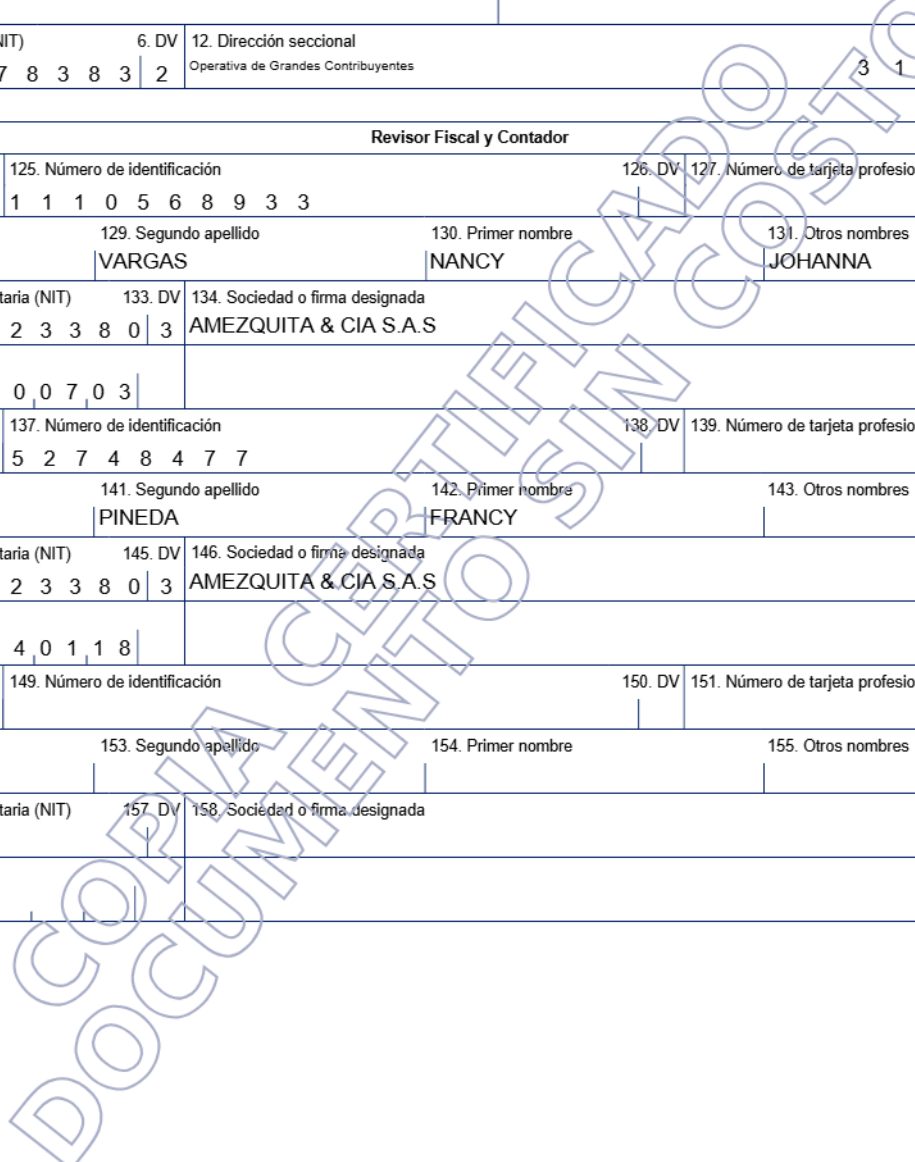 NIT) 6. DV 12. Dirección seccional
7 8 3 8 3 2 Operativa de Grandes Contribuyentes 3 1
Revisor Fiscal y Contador
125. Número de identificación 126. DV 127. Número de tarjeta profesio
1 1 1 0 5 6 8 9 3 3
129. Segundo apellido 130. Primer nombre 131. Otros nombres
VARGAS NANCY JOHANNA
taria (NIT) 133. DV 134. Sociedad o firma designada
2 3 3 8 0 3 AMEZQUITA & CIA S.A.S
0 0 7 0 3
137. Número de identificación 138. DV 139. Número de tarjeta profesio
5 2 7 4 8 4 7 7
141. Segundo apellido 142. Primer nombre 143. Otros nombres
PINEDA FRANCY
taria (NIT) 145. DV 146. Sociedad o firma designada
2 3 3 8 0 3 AMEZQUITA & CIA S.A.S
4 0 1 1 8
149. Número de identificación 150. DV 151. Número de tarjeta profesio
153. Segundo apellido 154. Primer nombre 155. Otros nombres
taria (NIT) 157. DV 158. Sociedad o firma designada
COPIA CERTIFICADO
DOCUMENTO SIN COSTO